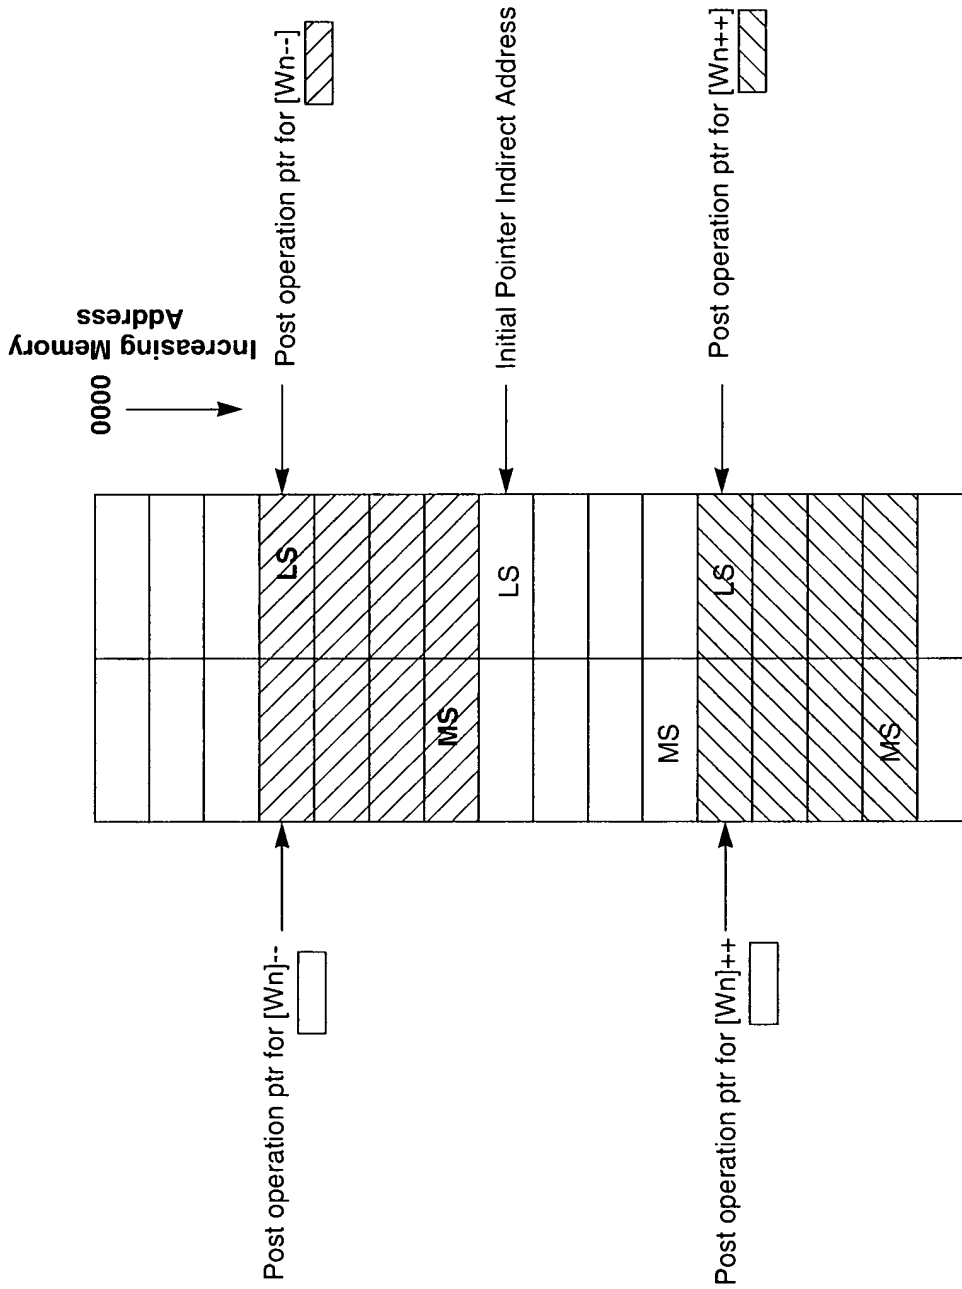 0000
Increasing Memory
Address
Post operation ptr for [Wn--]
Initial Pointer Indirect Address
Post operation ptr for [Wn++]
LS
MS
LS
MS
LS
MS
Post operation ptr for [Wn]--
Post operation ptr for [Wn]++